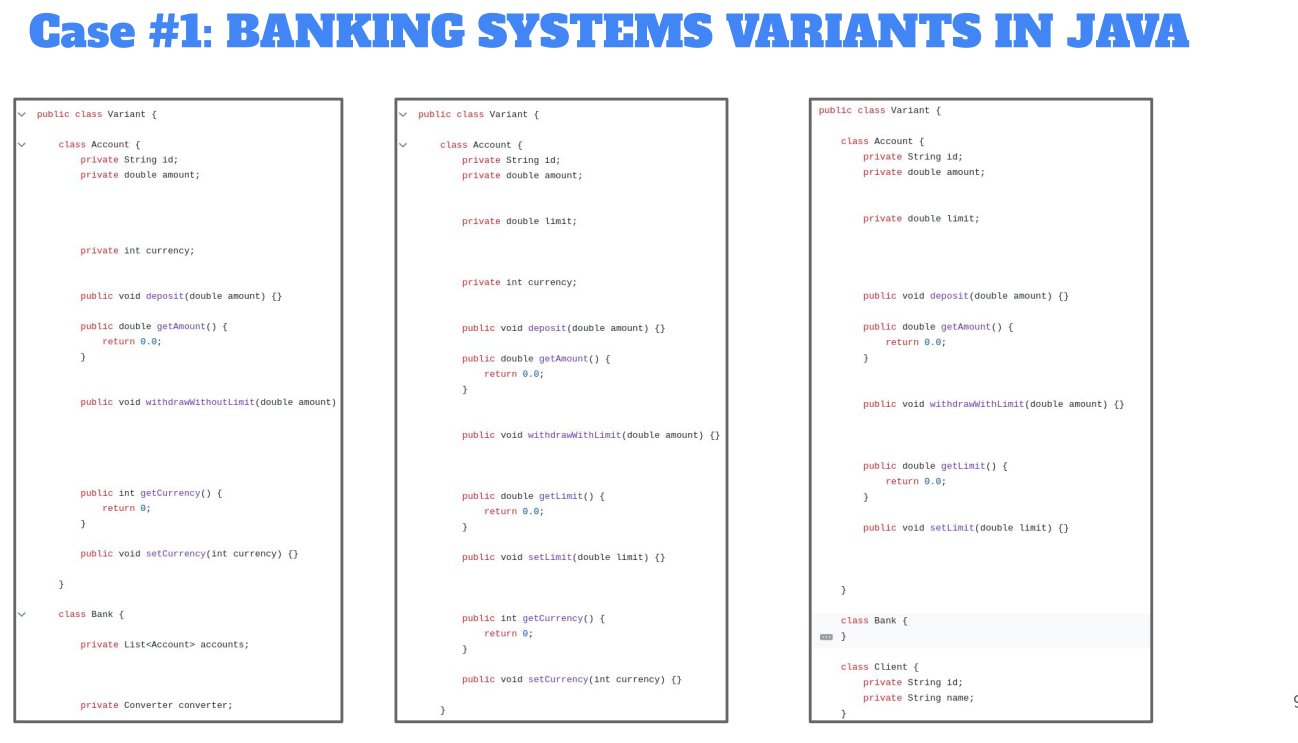 Case #1: BANKING SYSTEMS VARIANTS IN JAVA
public class Variant {
class Account {
private String id;
private double amount;
private int currency;
public void deposit(double amount) {}
public double getAmount() {
return 0.0;
}
public void withdrawWithoutLimit(double amount)
public int getCurrency() {
return 0;
}
public void setCurrency(int currency) {}
}
class Bank {
private List<Account> accounts;
private Converter converter;
public class Variant {
class Account {
private String id;
private double amount;
private double limit;
private int currency;
public void deposit(double amount) {}
public double getAmount() {
return 0.0;
}
public void withdrawWithLimit(double amount) {}
public double getLimit() {
return 0.0;
}
public void setLimit(double limit) {}
public int getCurrency() {
return 0;
}
public void setCurrency(int currency) {}
}
public class Variant {
class Account {
private String id;
private double amount;
private double limit;
public void deposit(double amount) {}
public double getAmount() {
return 0.0;
}
public void withdrawWithLimit(double amount) {}
public double getLimit() {
return 0.0;
}
public void setLimit(double limit) {}
}
class Bank {
}
class Client {
private String id;
private String name;
}